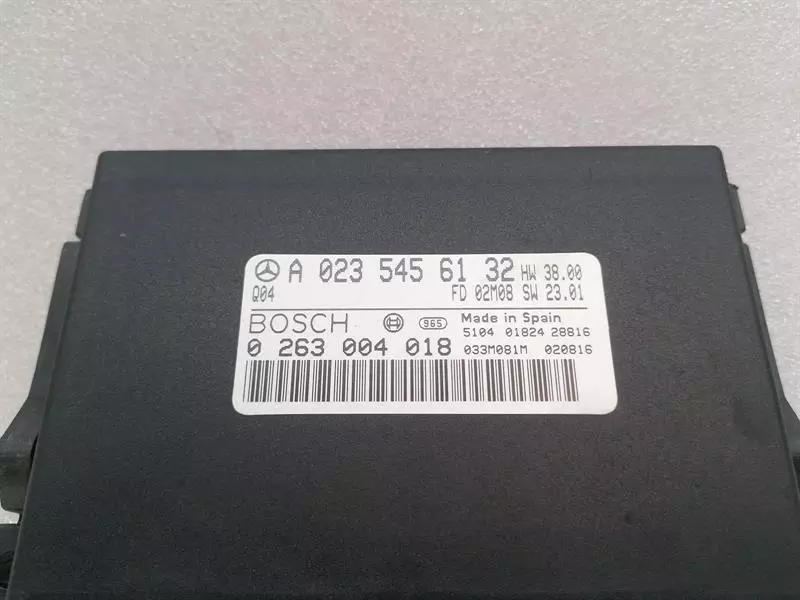 A 023 545 61 32 HW 38.00
Q04 FD 02M08 SW 23.01
BOSCH 965 Made in Spain
5104 01824 28816
0 263 004 018 033M081M 020816